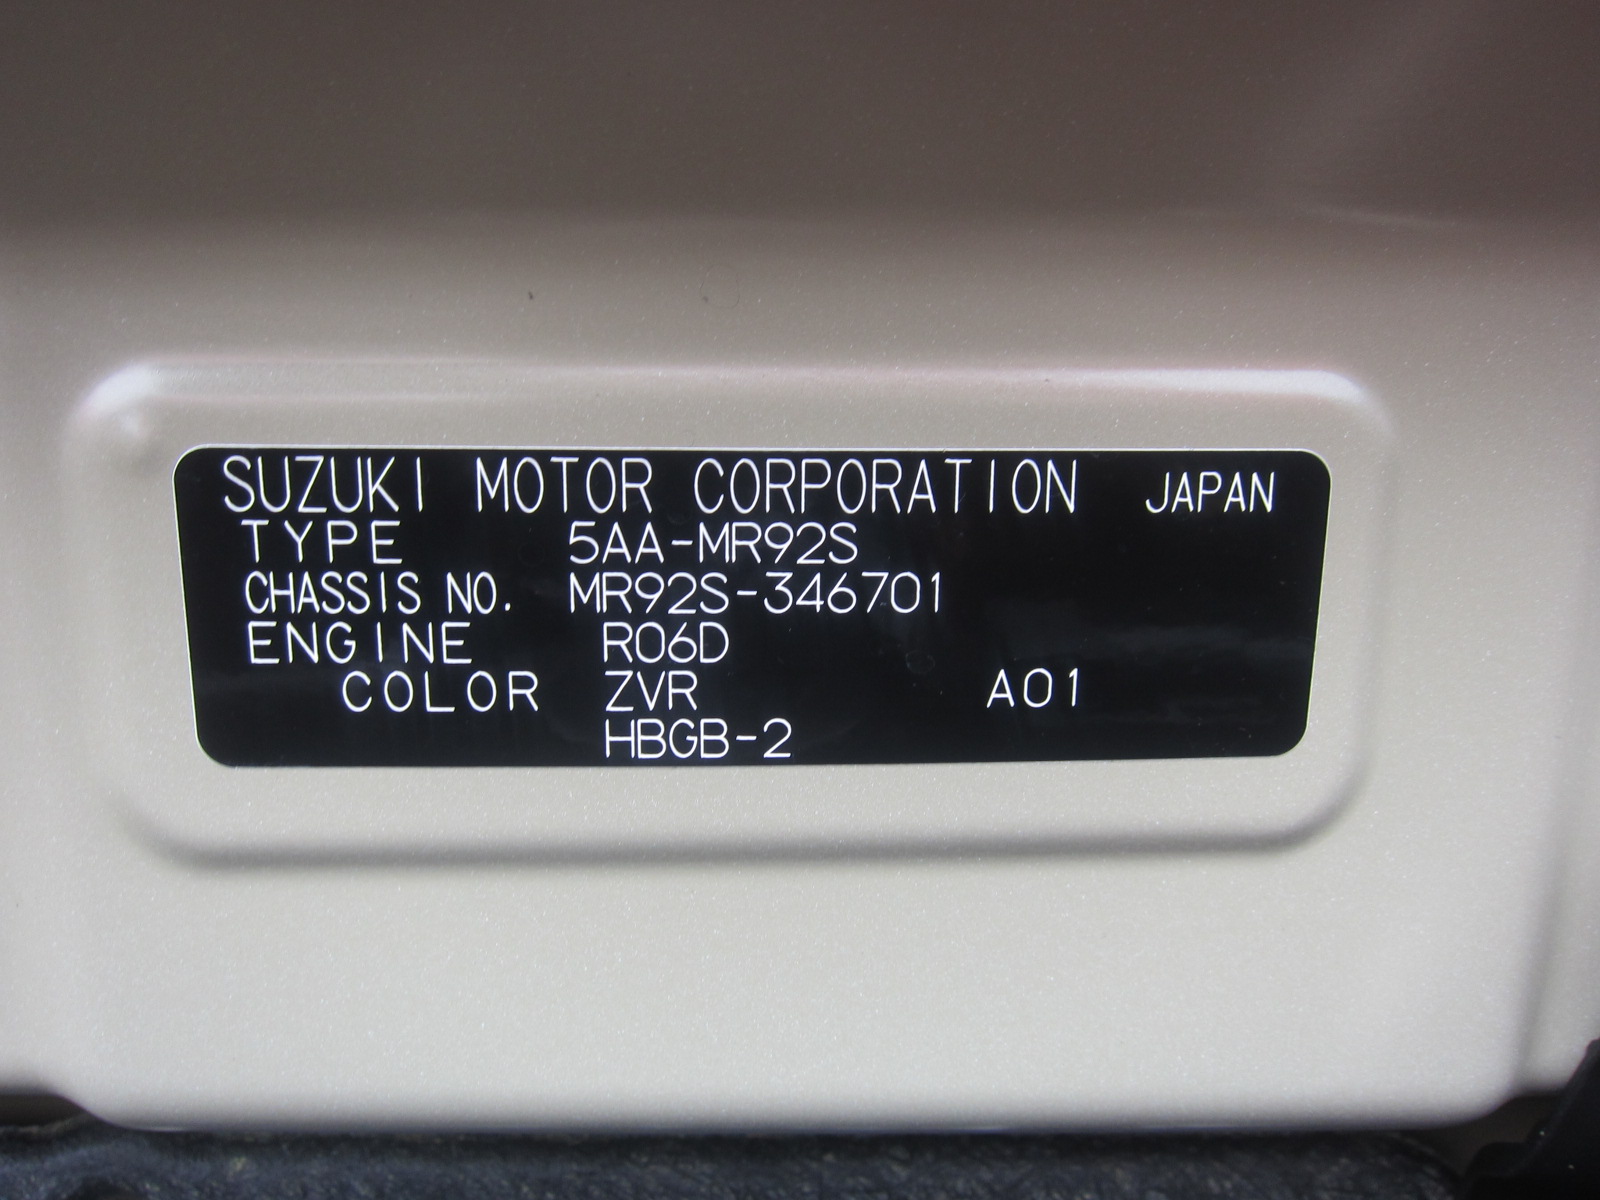 SUZUKI MOTOR CORPORATION JAPAN
TYPE 5AA-MR92S
CHASSIS NO. MR92S-346701
ENGINE R06D
COLOR ZVR A01
HBGB-2